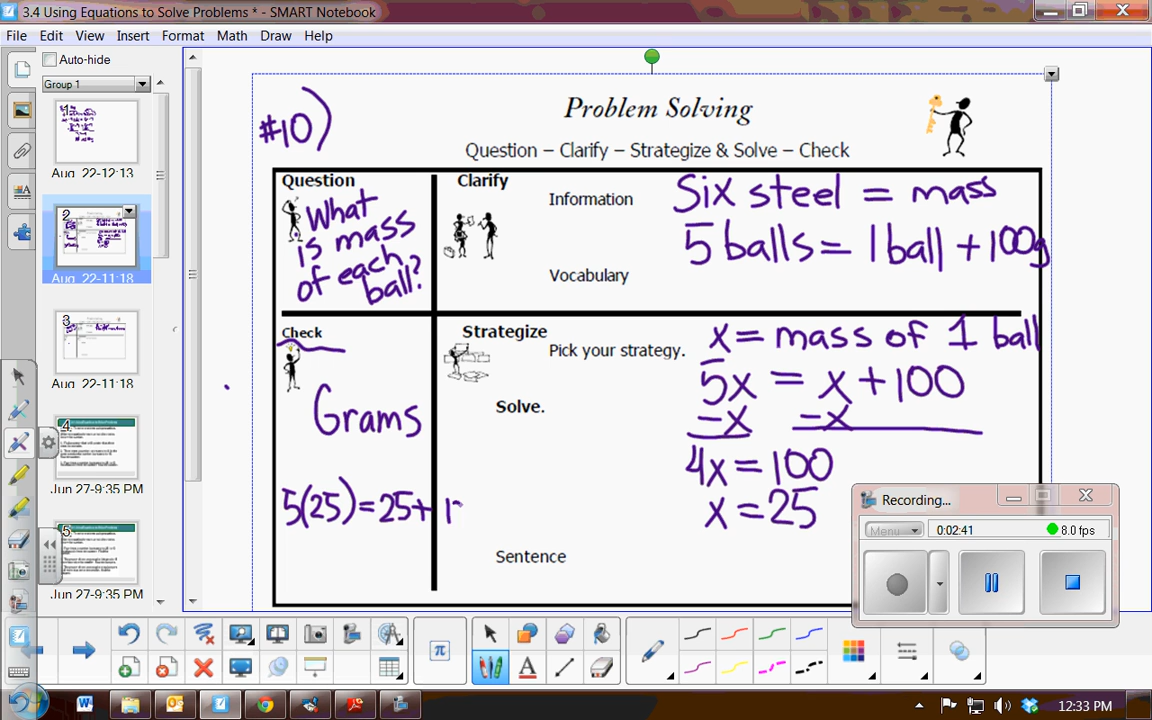 3.4 Using Equations to Solve Problems * - SMART Notebook
File Edit View Insert Format Math Draw Help
Auto-hide
Group 1
1
Aug 22-12:13
2
Aug 22-11:18
3
Aug 22-11:18
4
Jun 27-9:35 PM
5
Jun 27-9:35 PM
#10)
Problem Solving
Question – Clarify – Strategize & Solve – Check
Question
What
is mass
of each
ball?
Clarify
Information
Six steel = mass
5 balls = 1 ball + 100g
Vocabulary
Check
Grams
5(25) = 25 +
Strategize
Pick your strategy.
x = mass of 1 ball
5x = x + 100
-x -x
Solve.
4x = 100
x = 25
Sentence
Recording...
Menu
0:02:41
8.0 fps
π
A
W
12:33 PM